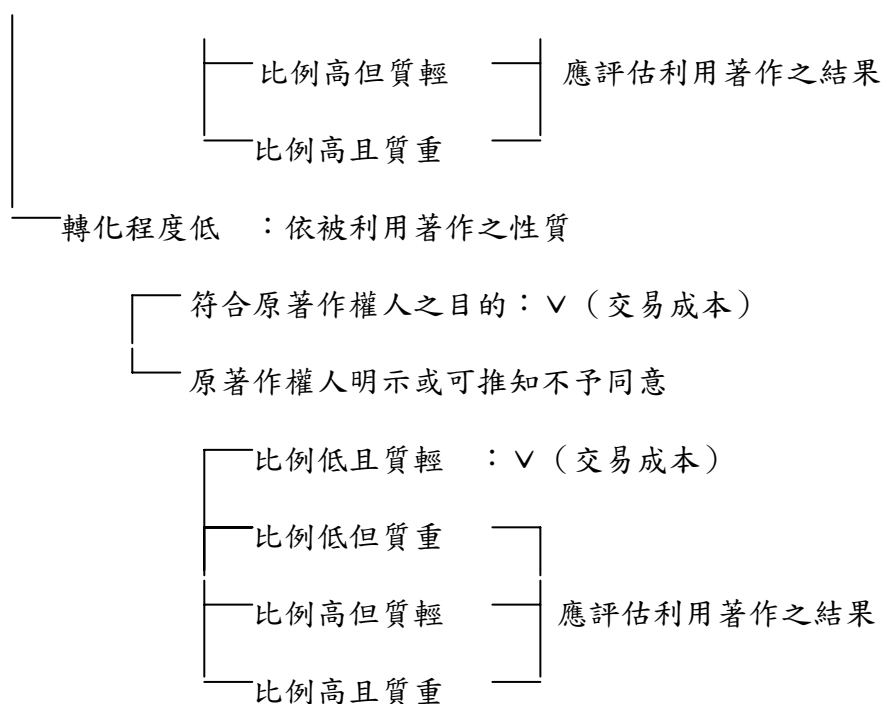 比例高但質輕 應評估利用著作之結果
比例高且質重
轉化程度低 ：依被利用著作之性質
符合原著作權人之目的：∨（交易成本）
原著作權人明示或可推知不予同意
比例低且質輕 ：∨（交易成本）
比例低但質重
比例高但質輕 應評估利用著作之結果
比例高且質重